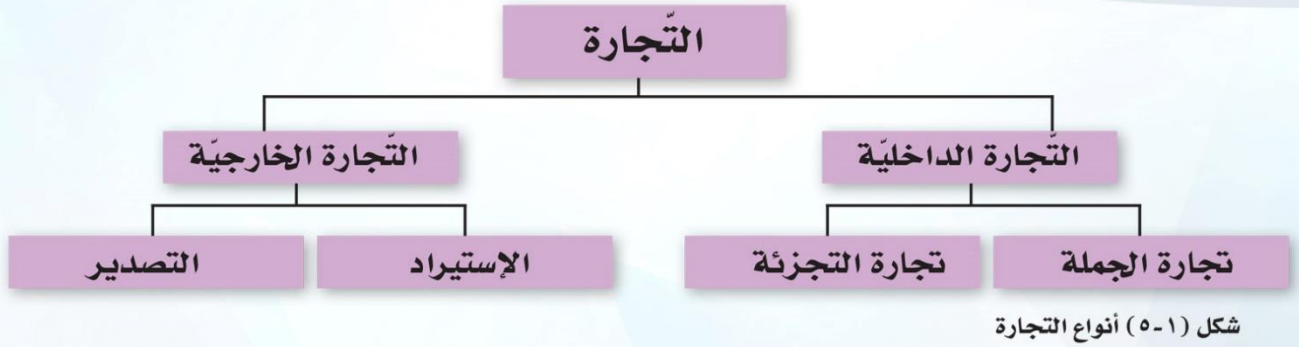 التّجارة
التّجارة الداخليّة
التّجارة الخارجيّة
تجارة الجملة
تجارة التجزئة
الإستيراد
التصدير
شكل (١-٥) أنواع التجارة